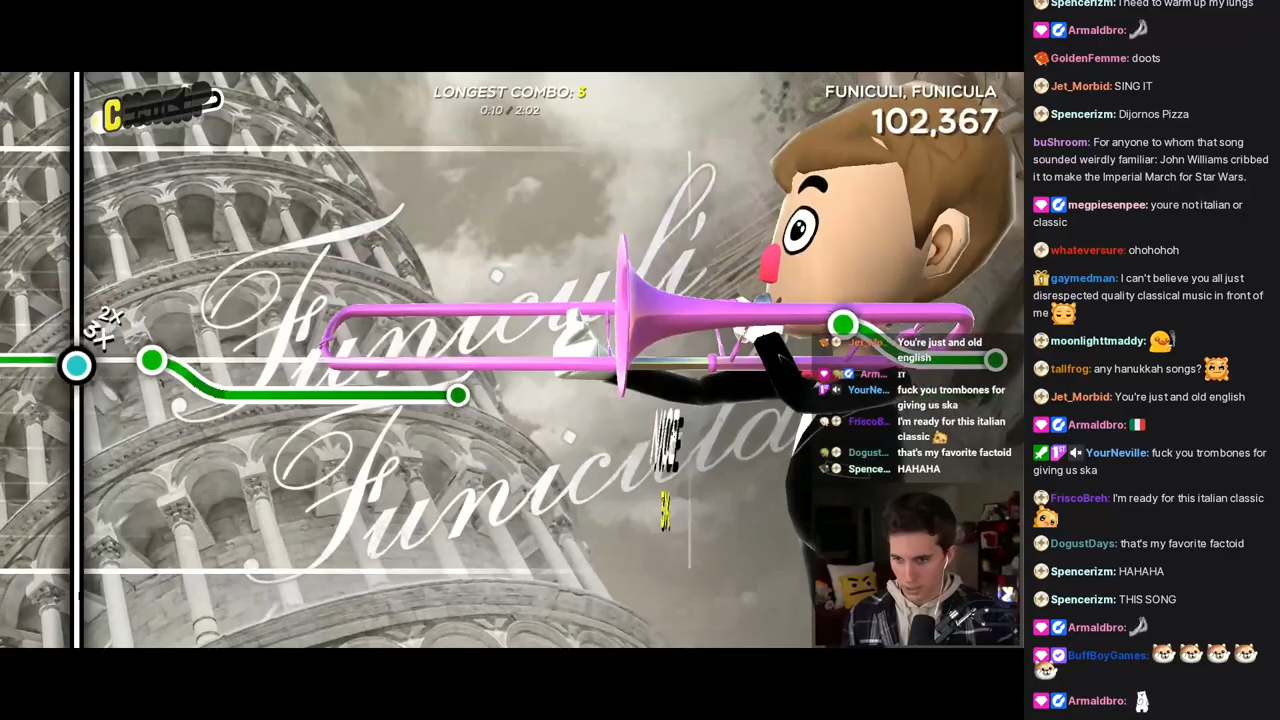 C
LONGEST COMBO: 3
0:10 / 2:02
FUNICULI, FUNICULA
102,367
2X
3X
Funiculi
Funicula
NICE
3X
You're just and old
english
Arm...
YourNe... fuck you trombones for
giving us ska
FriscoB... I'm ready for this italian
classic
Dogust... that's my favorite factoid
Spence... HAHAHA
Spencerizm: I need to warm up my lungs
Armaldbro:
GoldenFemme: doots
Jet_Morbid: SING IT
Spencerizm: Dijornos Pizza
buShroom: For anyone to whom that song
sounded weirdly familiar: John Williams cribbed
it to make the Imperial March for Star Wars.
megpiesenpee: youre not italian or
classic
whateversure: ohohohoh
gaymedman: I can't believe you all just
disrespected quality classical music in front of
me
moonlighttmaddy:
tallfrog: any hanukkah songs?
Jet_Morbid: You're just and old english
Armaldbro:
YourNeville: fuck you trombones for
giving us ska
FriscoBreh: I'm ready for this italian classic
DogustDays: that's my favorite factoid
Spencerizm: HAHAHA
Spencerizm: THIS SONG
Armaldbro:
BuffBoyGames:
Armaldbro: